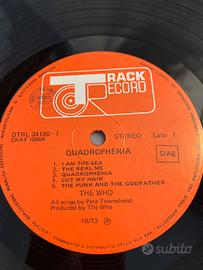 TRACK
RECORD
DTRL 34190 - 1
CKAY 19800
STEREO
Lato 1
SIAE
QUADROPHENIA
1. I AM THE SEA
2. THE REAL ME
3. QUADROPHENIA
4. CUT MY HAIR
5. THE PUNK AND THE GODFATHER
THE WHO
All songs by Pete Townshend
Produced by The Who
10/73
subito